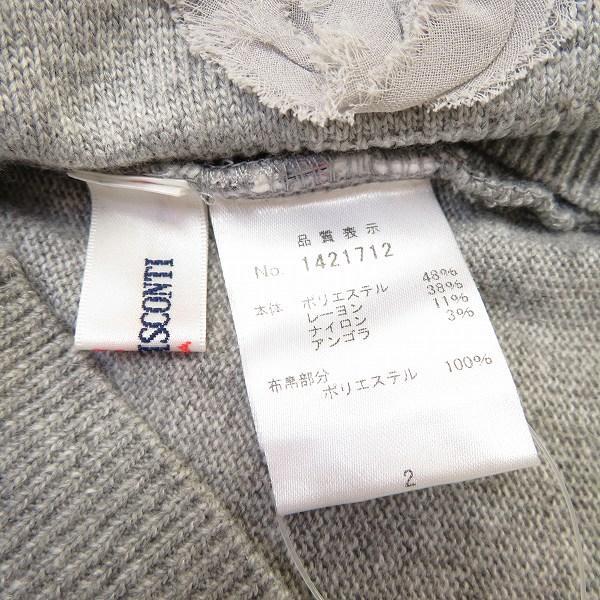 ISCONTI
品質表示
No. 1421712
本体 ポリエステル 48%
レーヨン 38%
ナイロン 11%
アンゴラ 3%
布帛部分
ポリエステル 100%
2